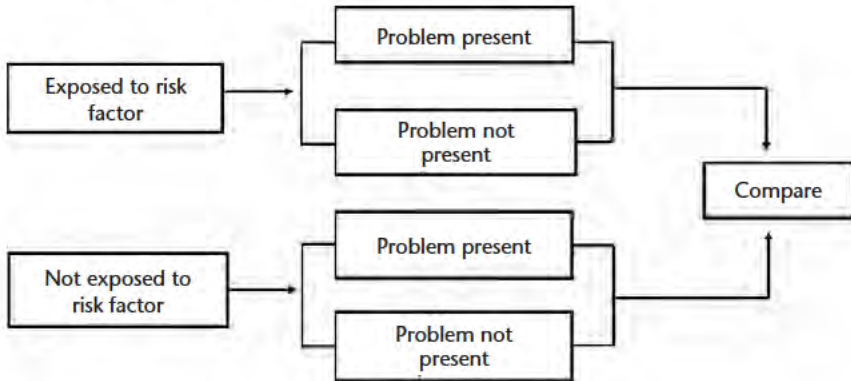 Problem present
Exposed to risk
factor
Problem not
present
Compare
Problem present
Not exposed to
risk factor
Problem not
present